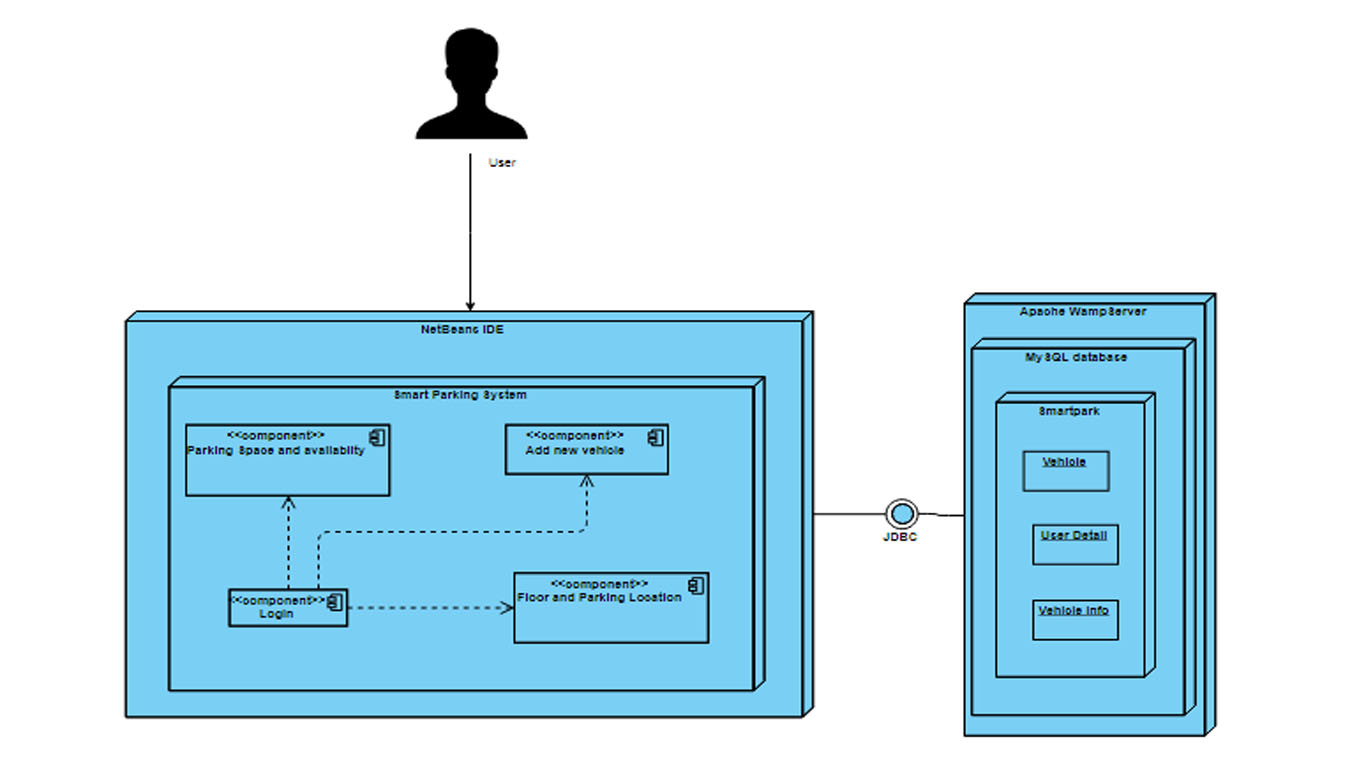 User
NetBeans IDE
Smart Parking System
<<component>>
Parking Space and availablity
<<component>>
Add new vehicle
<<component>>
Login
<<component>>
Floor and Parking Location
JDBC
Apache WampServer
MySQL database
Smartpark
Vehicle
User Detail
Vehicle info